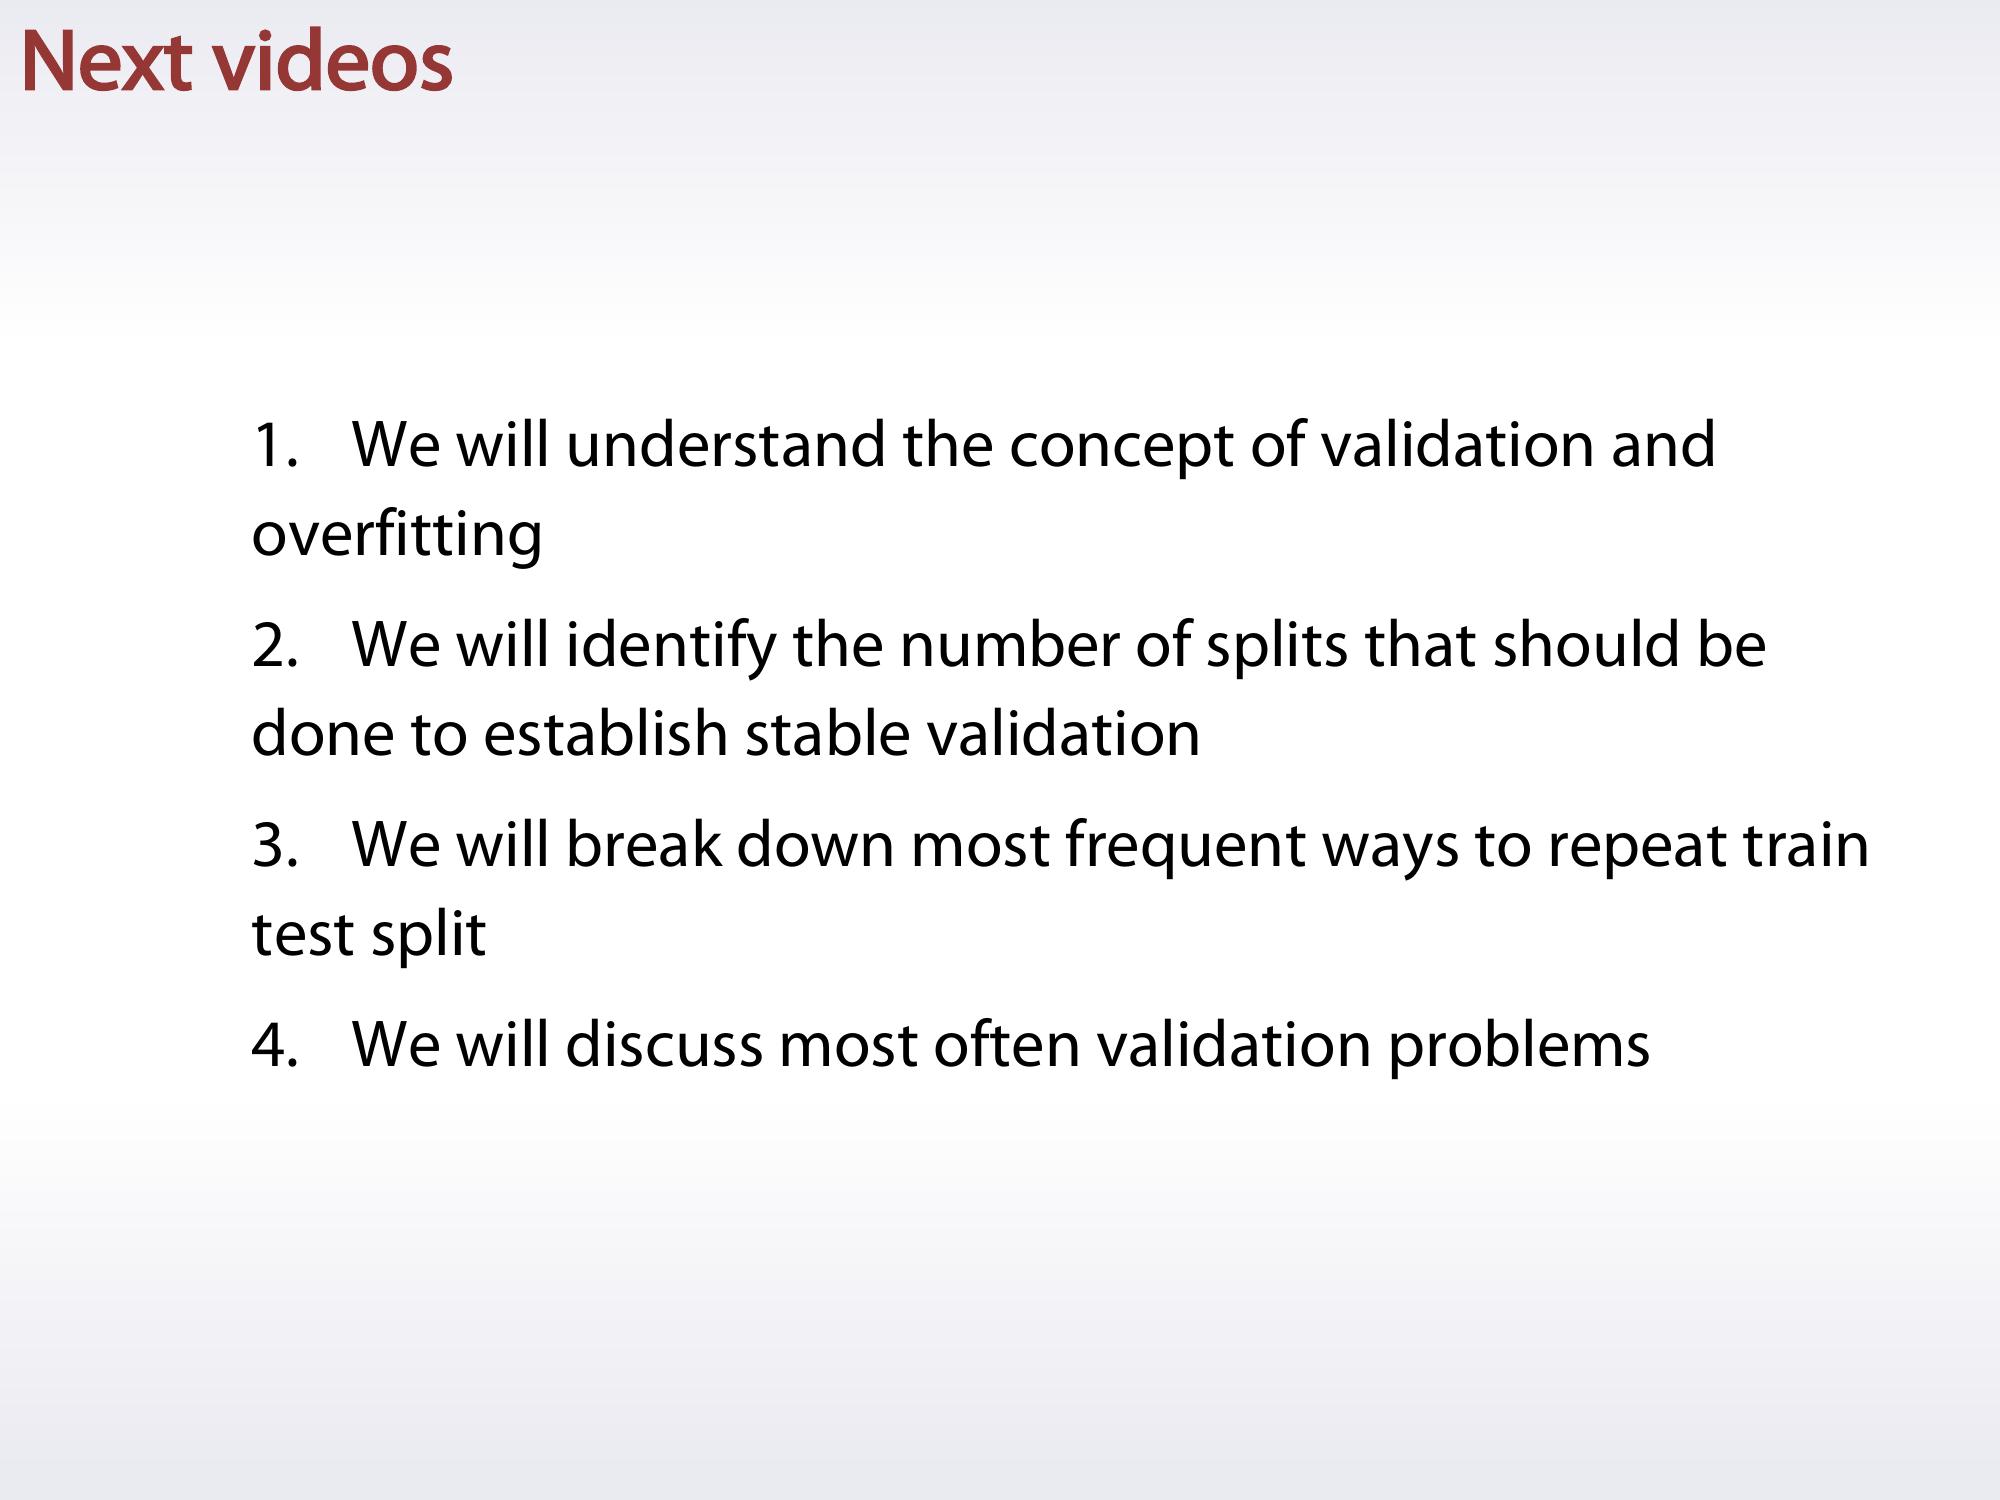 Next videos
1. We will understand the concept of validation and
overfitting
2. We will identify the number of splits that should be
done to establish stable validation
3. We will break down most frequent ways to repeat train
test split
4. We will discuss most often validation problems